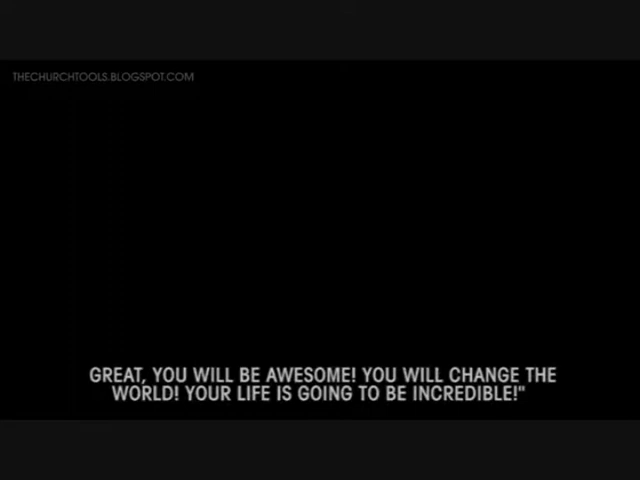 THECHURCHTOOLS.BLOGSPOT.COM
GREAT, YOU WILL BE AWESOME! YOU WILL CHANGE THE
WORLD! YOUR LIFE IS GOING TO BE INCREDIBLE!"